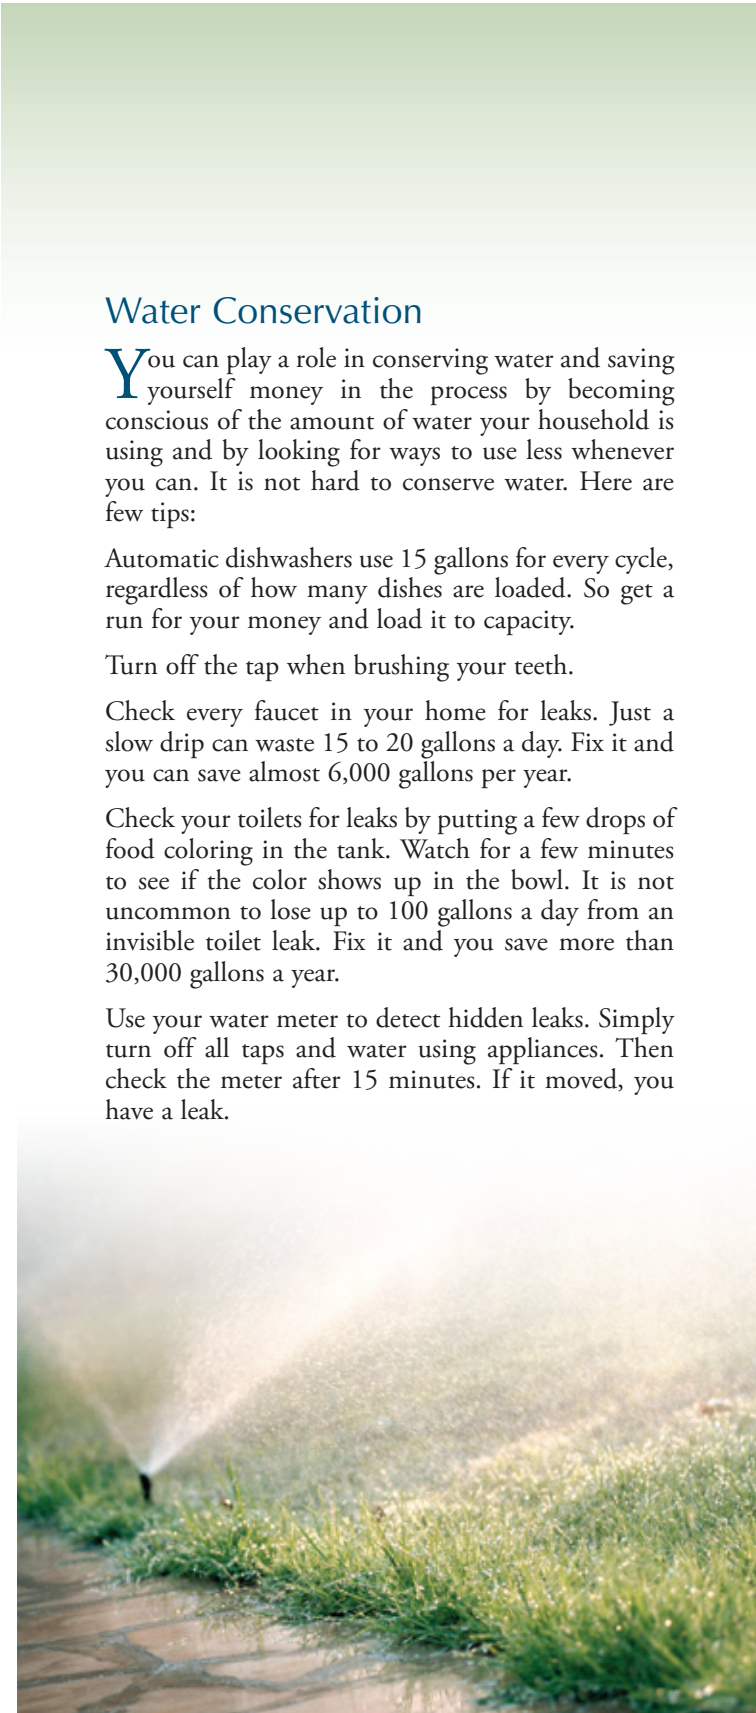 Water Conservation
You can play a role in conserving water and saving
yourself money in the process by becoming
conscious of the amount of water your household is
using and by looking for ways to use less whenever
you can. It is not hard to conserve water. Here are
few tips:
Automatic dishwashers use 15 gallons for every cycle,
regardless of how many dishes are loaded. So get a
run for your money and load it to capacity.
Turn off the tap when brushing your teeth.
Check every faucet in your home for leaks. Just a
slow drip can waste 15 to 20 gallons a day. Fix it and
you can save almost 6,000 gallons per year.
Check your toilets for leaks by putting a few drops of
food coloring in the tank. Watch for a few minutes
to see if the color shows up in the bowl. It is not
uncommon to lose up to 100 gallons a day from an
invisible toilet leak. Fix it and you save more than
30,000 gallons a year.
Use your water meter to detect hidden leaks. Simply
turn off all taps and water using appliances. Then
check the meter after 15 minutes. If it moved, you
have a leak.